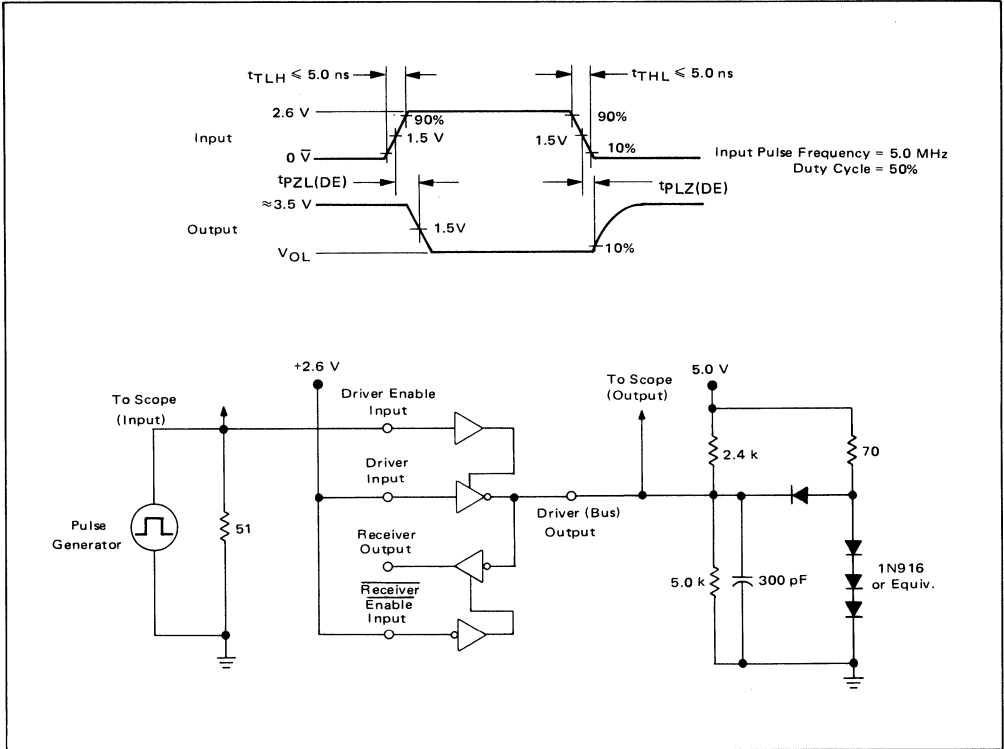 tTLH ≤ 5.0 ns
tTHL ≤ 5.0 ns
2.6 V
90%
90%
Input
1.5 V
1.5V
0 V
10%
Input Pulse Frequency = 5.0 MHz
Duty Cycle = 50%
tPZL(DE)
tPLZ(DE)
≈3.5 V
Output
1.5V
VOL
10%
+2.6 V
To Scope
(Input)
Driver Enable
Input
To Scope
(Output)
5.0 V
2.4 k
70
Driver
Input
Driver (Bus)
Output
Pulse
Generator
51
Receiver
Output
Receiver
Enable
Input
5.0 k
300 pF
1N916
or Equiv.